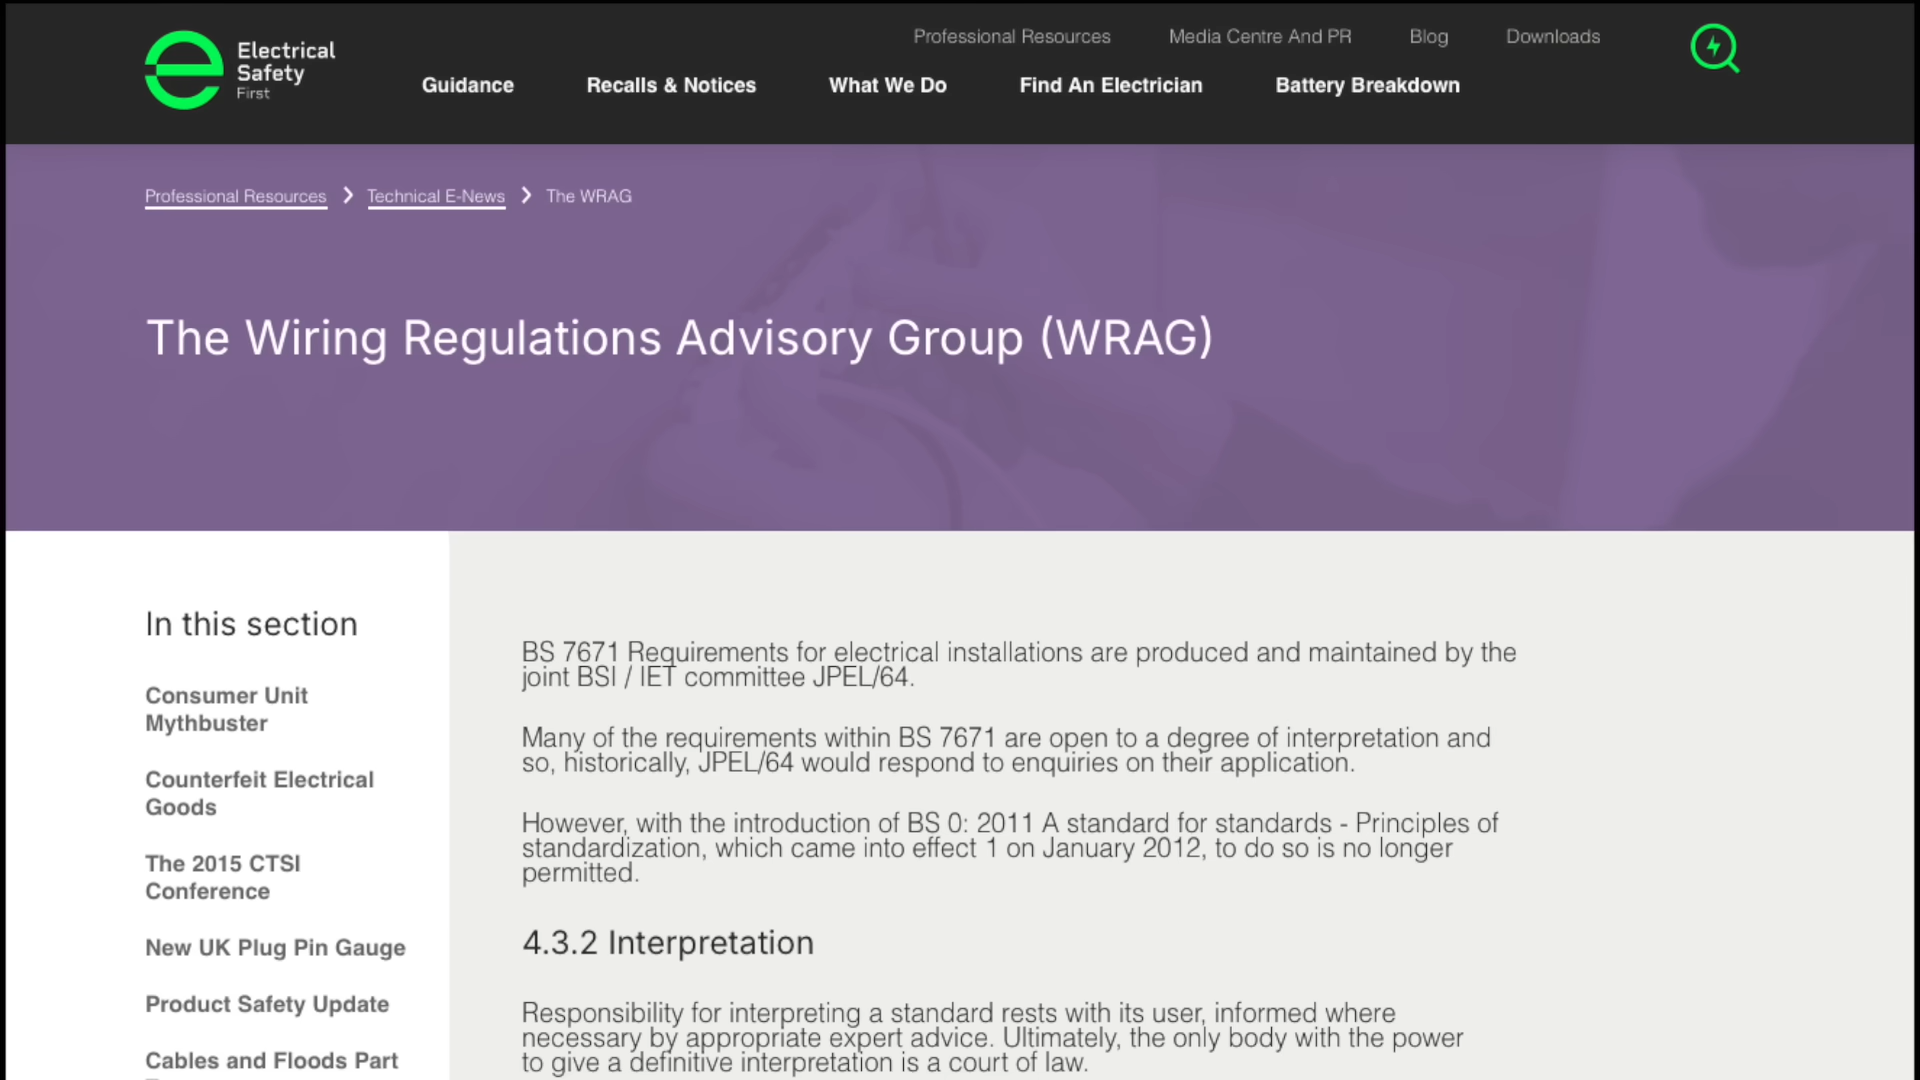 Electrical
Safety
First
Professional Resources
Media Centre And PR
Blog
Downloads
Guidance
Recalls & Notices
What We Do
Find An Electrician
Battery Breakdown
Professional Resources
Technical E-News
The WRAG
The Wiring Regulations Advisory Group (WRAG)
In this section
Consumer Unit
Mythbuster
Counterfeit Electrical
Goods
The 2015 CTSI
Conference
New UK Plug Pin Gauge
Product Safety Update
Cables and Floods Part
BS 7671 Requirements for electrical installations are produced and maintained by the
joint BSI / IET committee JPEL/64.
Many of the requirements within BS 7671 are open to a degree of interpretation and
so, historically, JPEL/64 would respond to enquiries on their application.
However, with the introduction of BS 0: 2011 A standard for standards - Principles of
standardization, which came into effect 1 on January 2012, to do so is no longer
permitted.
4.3.2 Interpretation
Responsibility for interpreting a standard rests with its user, informed where
necessary by appropriate expert advice. Ultimately, the only body with the power
to give a definitive interpretation is a court of law.